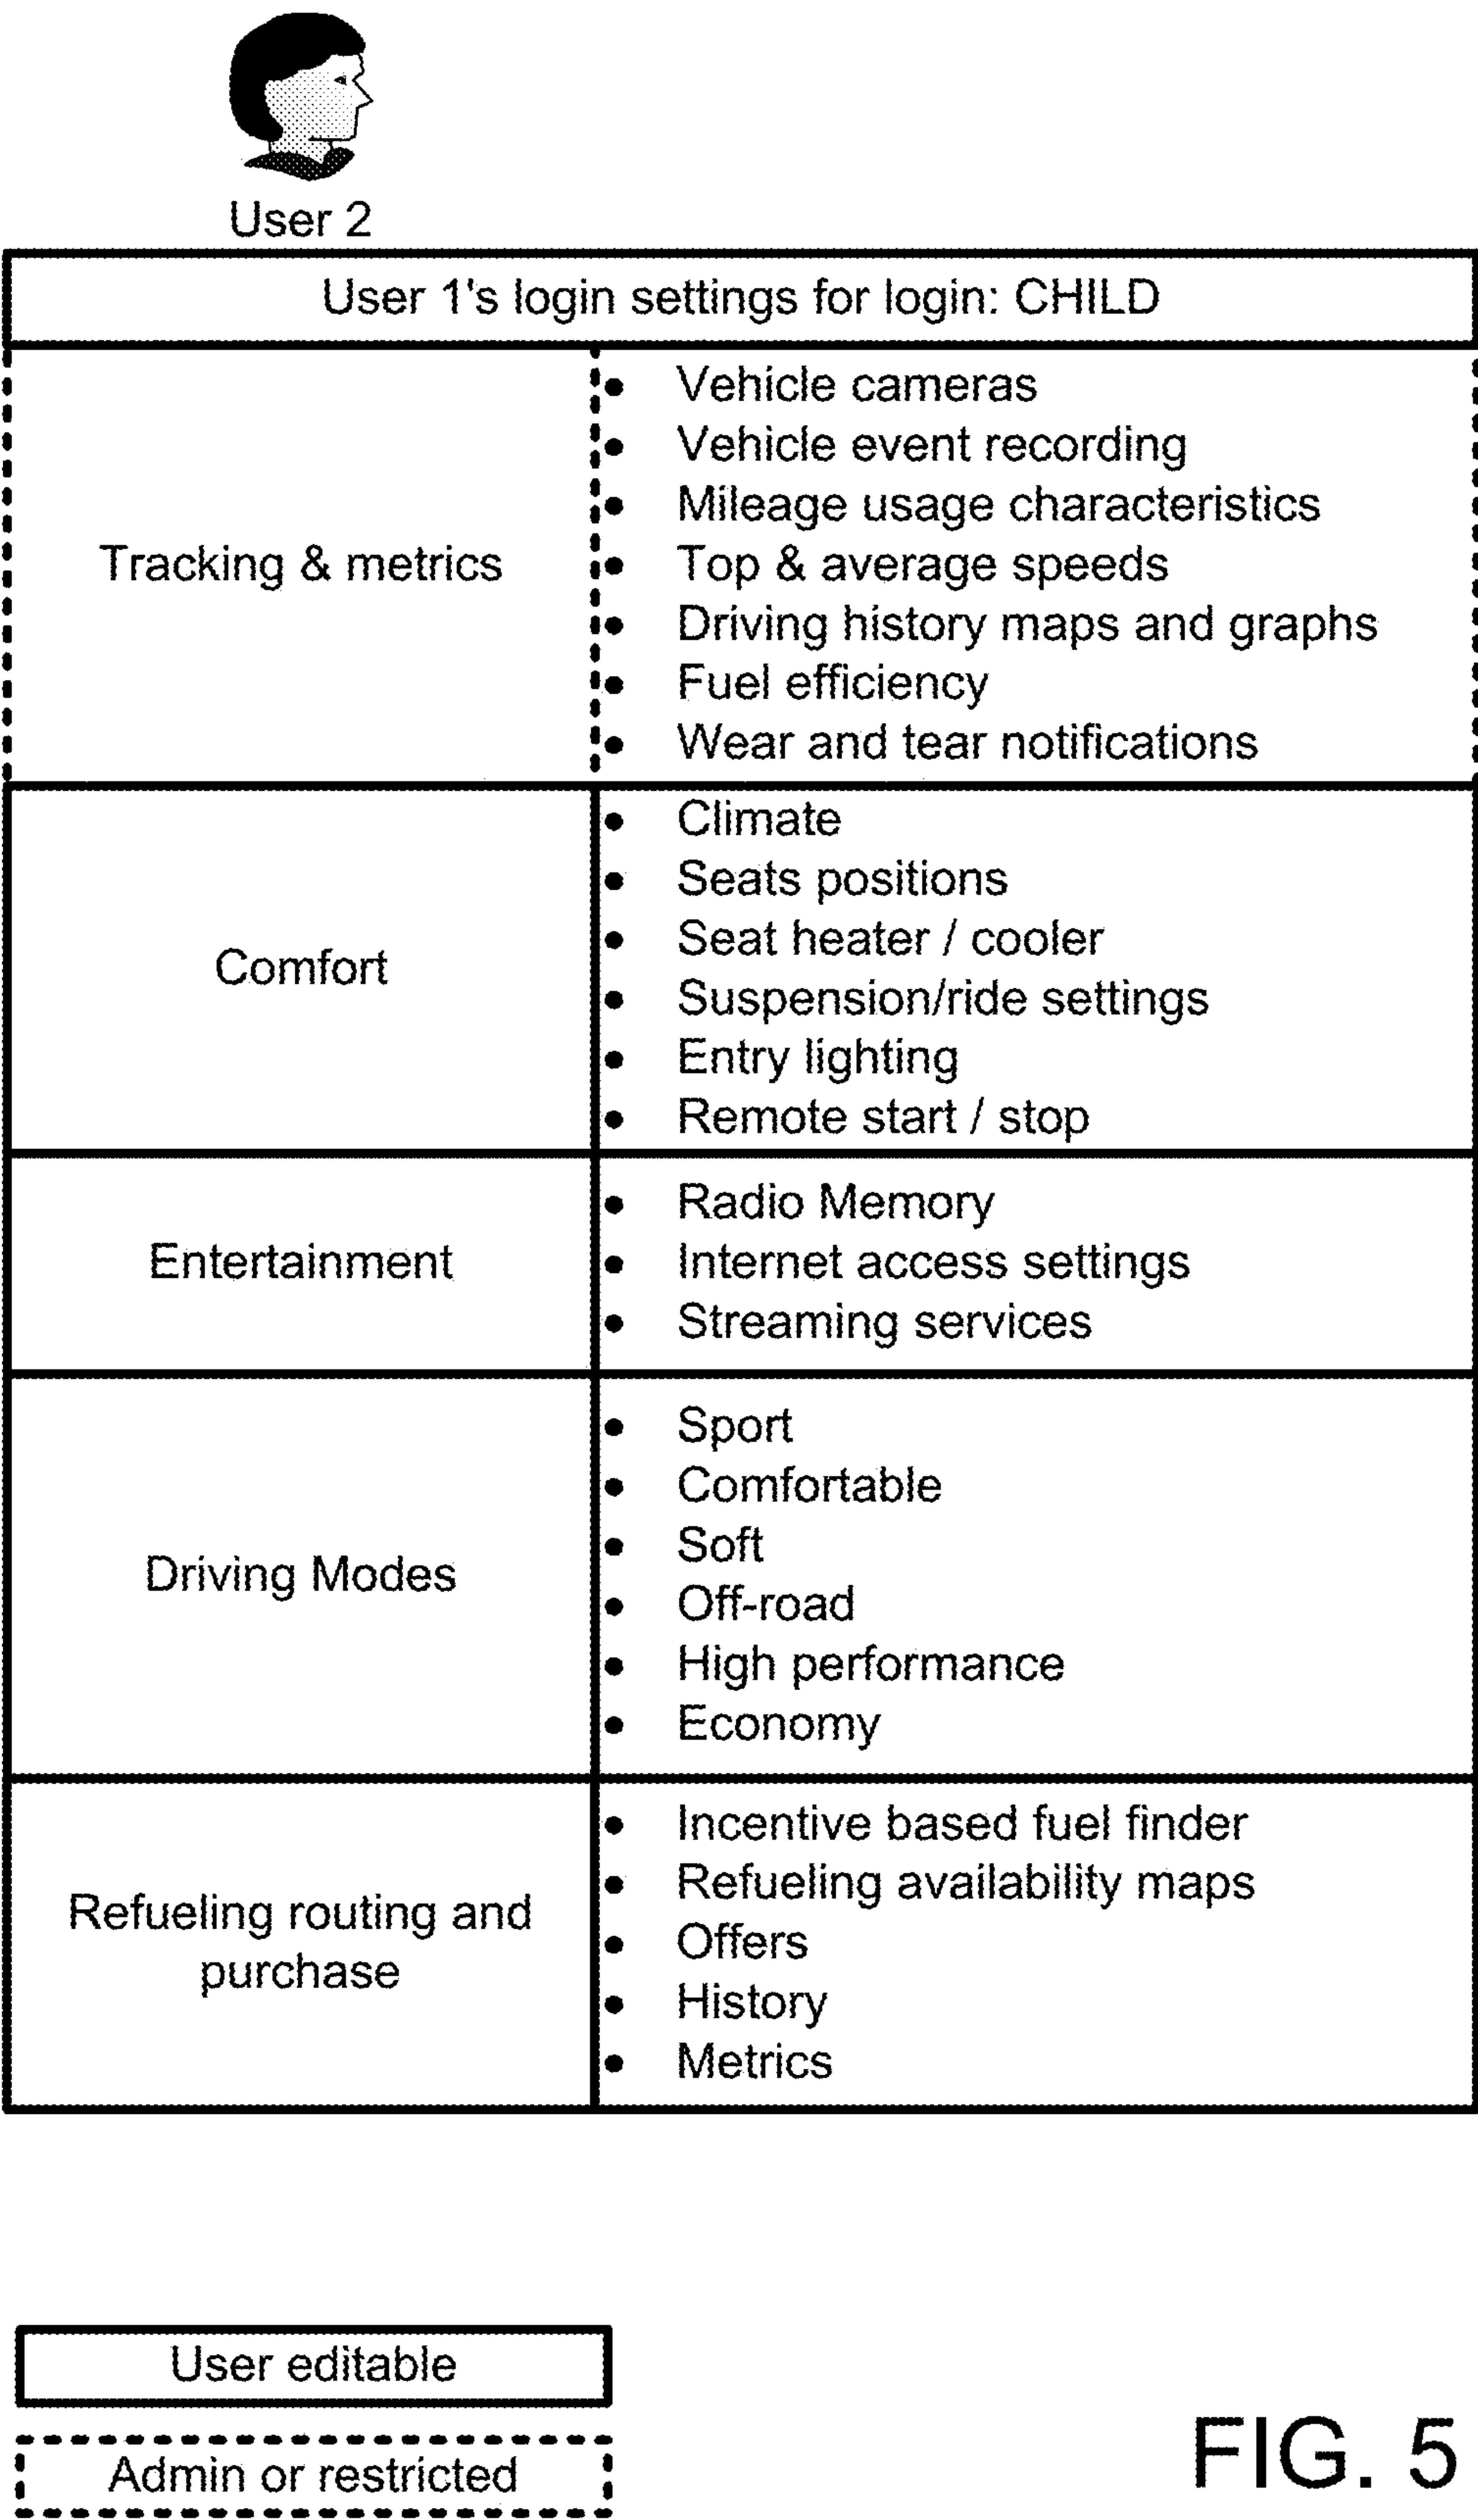 User 2
User 1's login settings for login: CHILD
Tracking & metrics
• Vehicle cameras
• Vehicle event recording
• Mileage usage characteristics
• Top & average speeds
• Driving history maps and graphs
• Fuel efficiency
• Wear and tear notifications
Comfort
• Climate
• Seats positions
• Seat heater / cooler
• Suspension/ride settings
• Entry lighting
• Remote start / stop
Entertainment
• Radio Memory
• Internet access settings
• Streaming services
Driving Modes
• Sport
• Comfortable
• Soft
• Off-road
• High performance
• Economy
Refueling routing and
purchase
• Incentive based fuel finder
• Refueling availability maps
• Offers
• History
• Metrics
User editable
Admin or restricted
FIG. 5